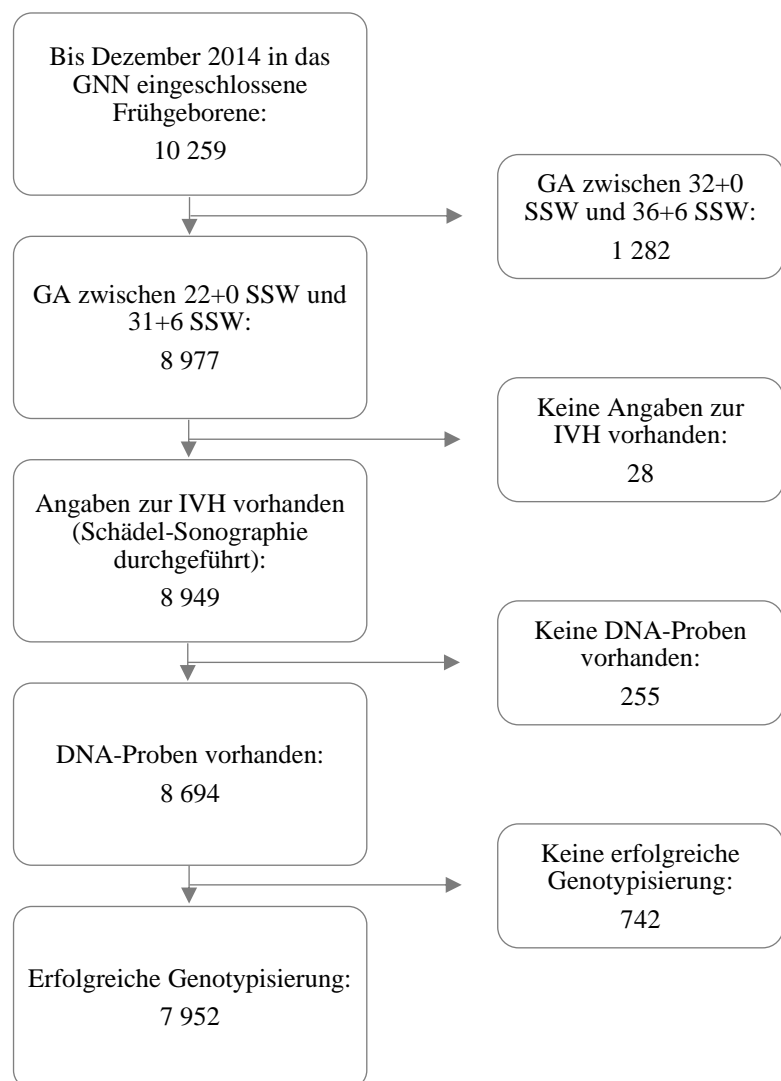 Bis Dezember 2014 in das
GNN eingeschlossene
Frühgeborene:
10 259
GA zwischen 32+0
SSW und 36+6 SSW:
1 282
GA zwischen 22+0 SSW und
31+6 SSW:
8 977
Keine Angaben zur
IVH vorhanden:
28
Angaben zur IVH vorhanden
(Schädel-Sonographie
durchgeführt):
8 949
Keine DNA-Proben
vorhanden:
255
DNA-Proben vorhanden:
8 694
Keine erfolgreiche
Genotypisierung:
742
Erfolgreiche Genotypisierung:
7 952